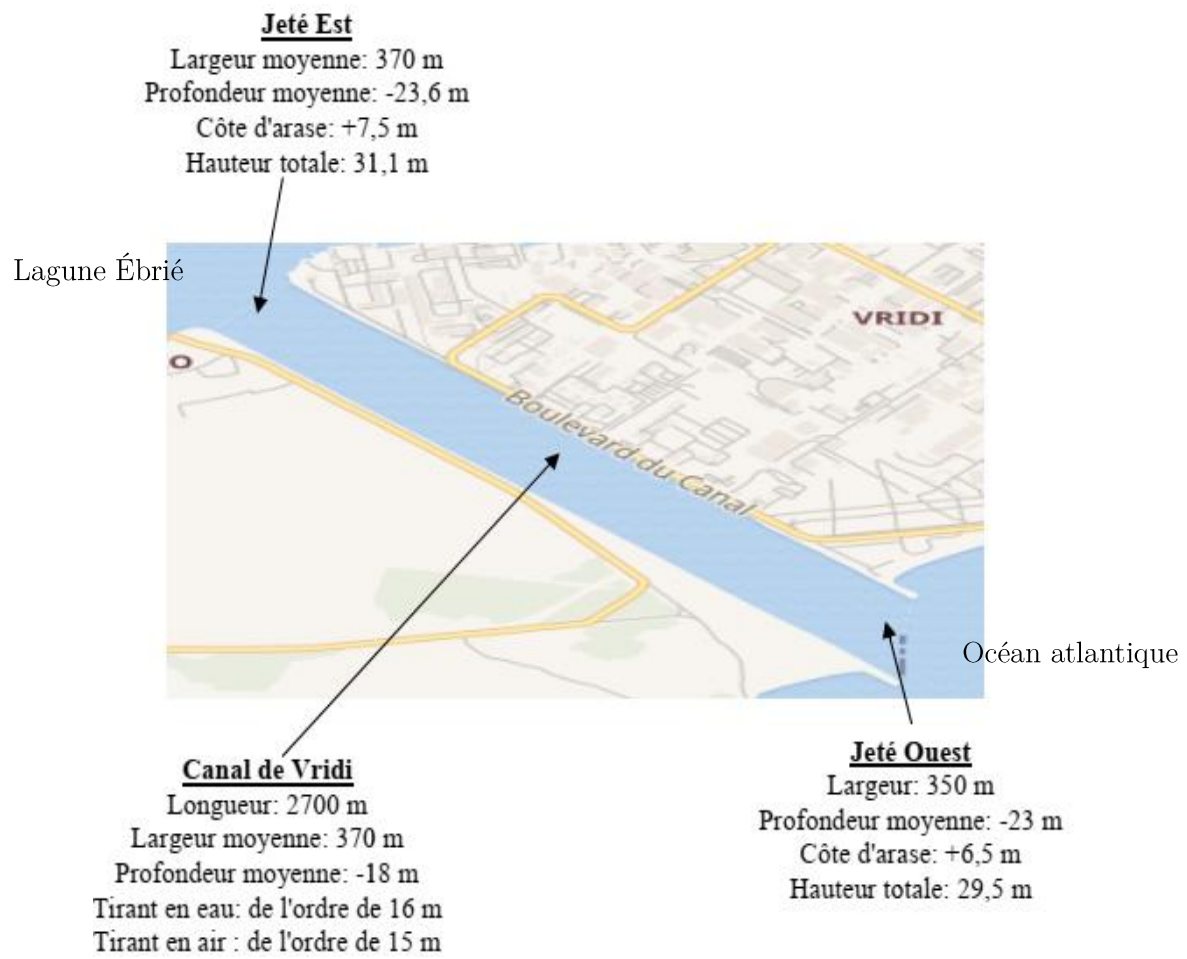 Jeté Est
Largeur moyenne: 370 m
Profondeur moyenne: -23,6 m
Côte d'arase: +7,5 m
Hauteur totale: 31,1 m
Lagune Ébrié
VRIDI
O
Boulevard du Canal
Océan atlantique
Canal de Vridi
Longueur: 2700 m
Largeur moyenne: 370 m
Profondeur moyenne: -18 m
Tirant en eau: de l'ordre de 16 m
Tirant en air : de l'ordre de 15 m
Jeté Ouest
Largeur: 350 m
Profondeur moyenne: -23 m
Côte d'arase: +6,5 m
Hauteur totale: 29,5 m